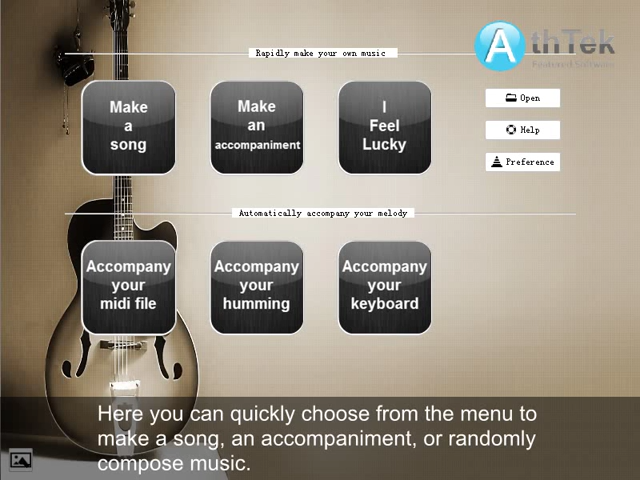 AthTek
Featured Software
Rapidly make your own music
Make
a
song
Make
an
accompaniment
I
Feel
Lucky
Open
Help
Preference
Automatically accompany your melody
Accompany
your
midi file
Accompany
your
humming
Accompany
your
keyboard
Here you can quickly choose from the menu to
make a song, an accompaniment, or randomly
compose music.